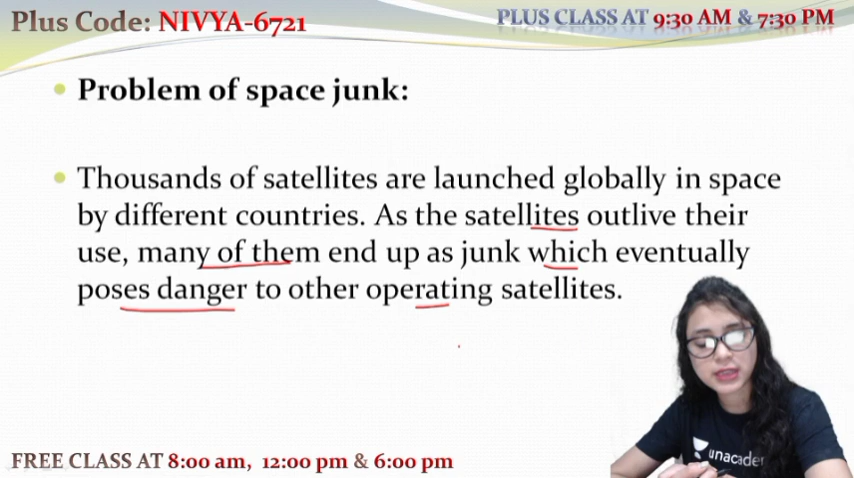 Plus Code: NIVYA-6721
PLUS CLASS AT 9:30 AM & 7:30 PM
Problem of space junk:
Thousands of satellites are launched globally in space
by different countries. As the satellites outlive their
use, many of them end up as junk which eventually
poses danger to other operating satellites.
unacade
FREE CLASS AT 8:00 am, 12:00 pm & 6:00 pm